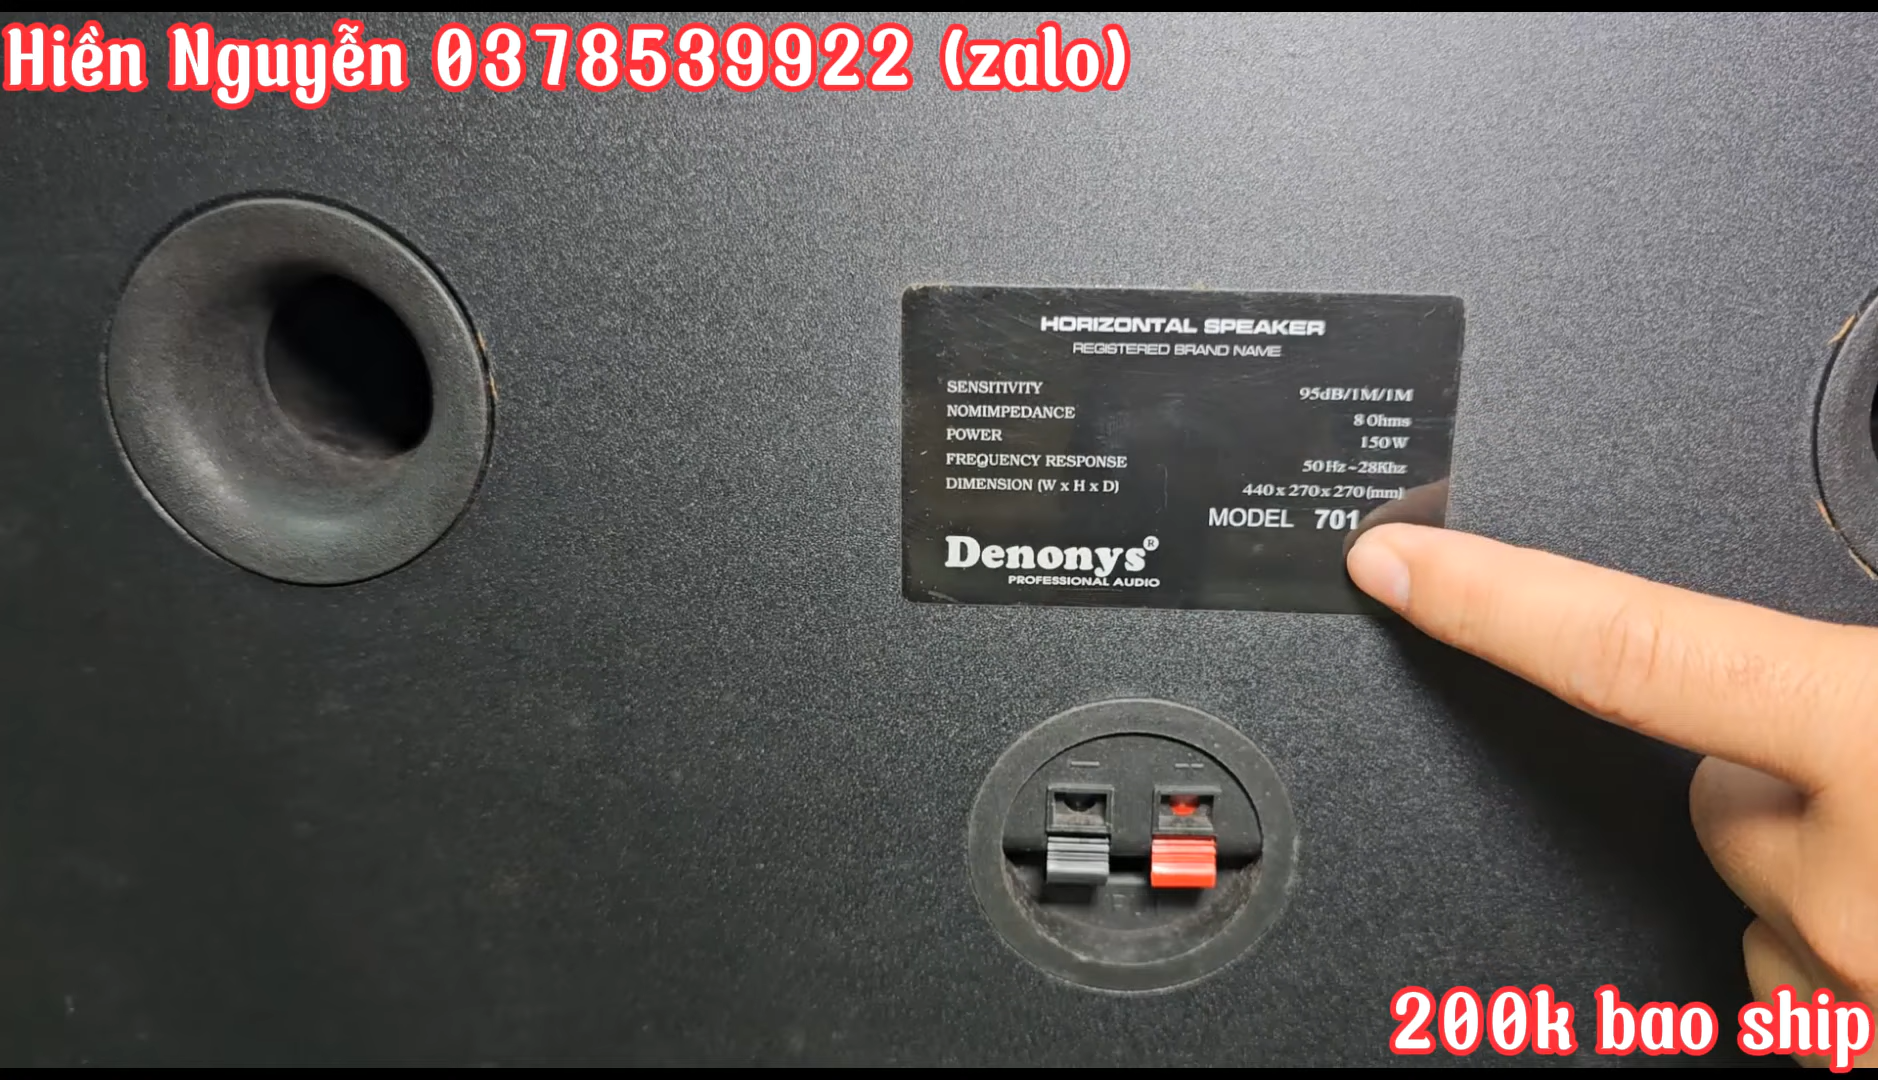 Hiền Nguyễn 0378539922 (zalo)
HORIZONTAL SPEAKER
REGISTERED BRAND NAME
SENSITIVITY 95dB/1M/1M
NOMIMPEDANCE 8 Ohms
POWER 150W
FREQUENCY RESPONSE 50Hz~28Khz
DIMENSION (W x H x D) 440x270x270(mm)
MODEL 701
Denonys®
PROFESSIONAL AUDIO
200k bao ship